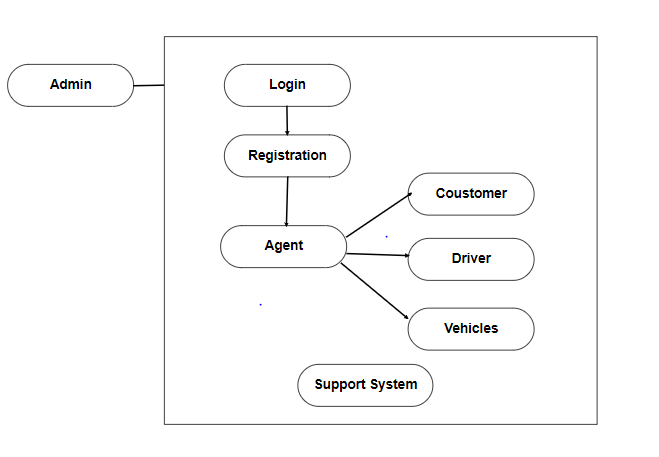 Admin
Login
Registration
Agent
Coustomer
Driver
Vehicles
Support System